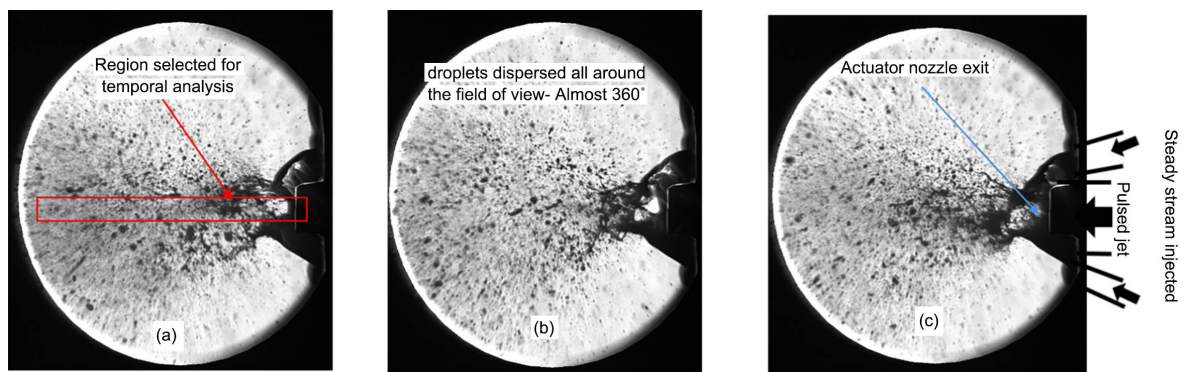 Region selected for
temporal analysis
(a)
droplets dispersed all around
the field of view- Almost 360˚
(b)
Actuator nozzle exit
(c)
Pulsed jet
Steady stream injected